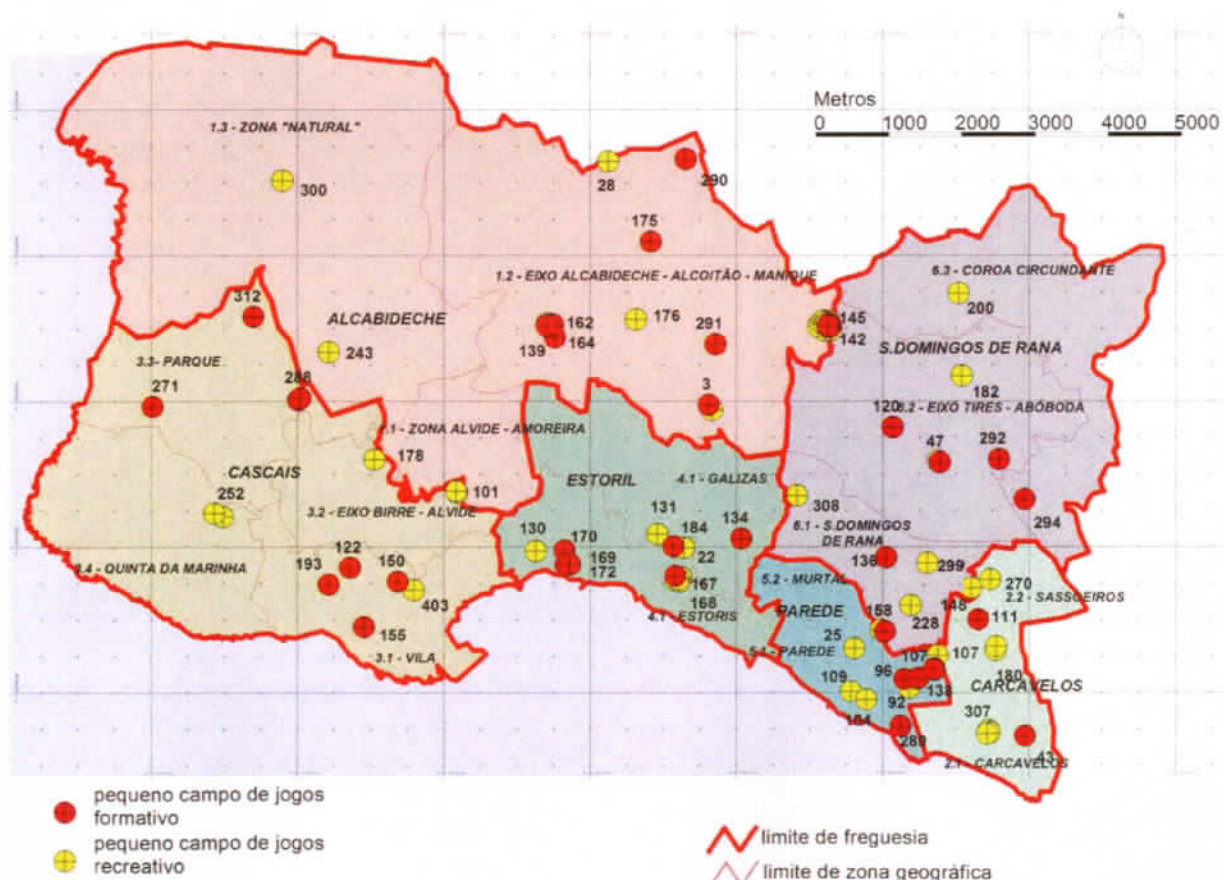 N
Metros
0 1000 2000 3000 4000 5000
1.3 - ZONA "NATURAL"
300
28
290
175
1.2 - EIXO ALCABIDECHE - ALCOITÃO - MANIQUE
6.3 - COROA CIRCUNDANTE
200
312
ALCABIDECHE
162
176
291
145
139
164
142
S.DOMINGOS DE RANA
243
3.3- PARQUE
271
288
3
182
120
6.2 - EIXO TIRES - ABÓBODA
1.1 - ZONA ALVIDE - AMOREIRA
47
292
178
CASCAIS
ESTORIL
4.1 - GALIZAS
101
252
3.2 - EIXO BIRRE - ALVIDE
131
308
294
130
170
184
134
6.1 - S.DOMINGOS
DE RANA
122
193
150
169
22
3.4 - QUINTA DA MARINHA
172
299
5.2 - MURTAL
167
270
403
168
148
2.2 - SASSOEIROS
4.1 - ESTORIS
PAREDE
158
228
111
155
25
3.1 - VILA
5.1 - PAREDE
107
107
96
180
109
138
CARCAVELOS
92
307
289
43
2.1 - CARCAVELOS
pequeno campo de jogos
formativo
pequeno campo de jogos
recreativo
limite de freguesia
limite de zona geográfica